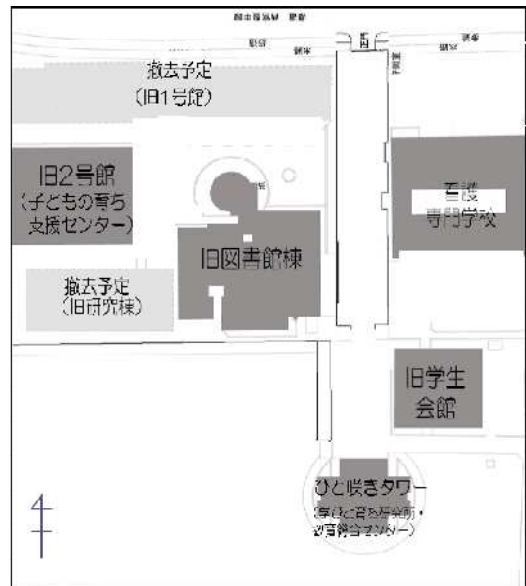 撤去予定
(旧1号館)
旧2号館
(子どもの育ち
支援センター)
看護
専門学校
旧図書館棟
撤去予定
(旧研究棟)
旧学生
会館
ひと咲きタワー